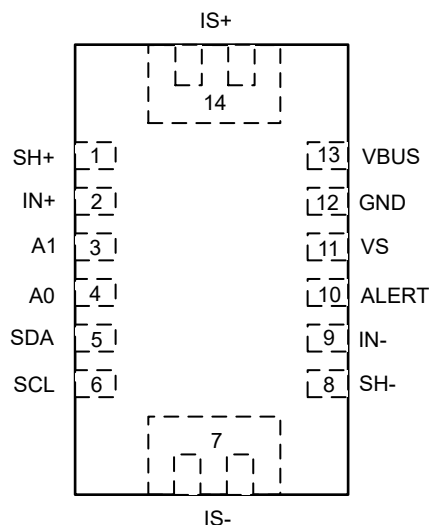 IS+
14
SH+ 1 13 VBUS
IN+ 2 12 GND
A1 3 11 VS
A0 4 10 ALERT
SDA 5 9 IN-
SCL 6 8 SH-
7
IS-